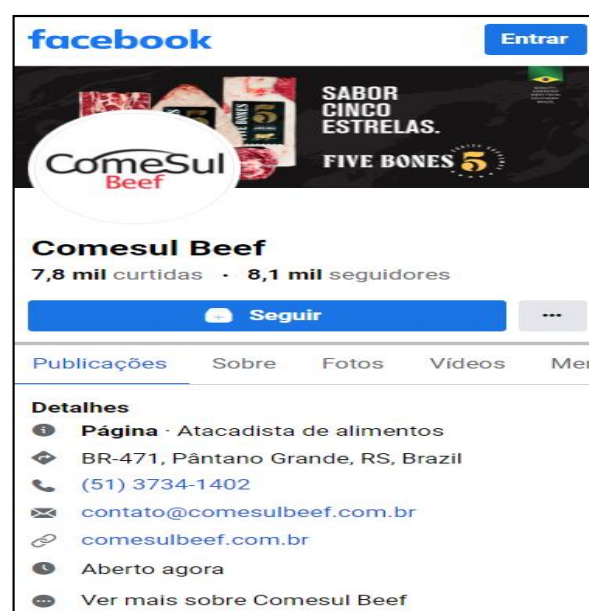 facebook
Entrar
SABOR
CINCO
ESTRELAS.
FIVE BONES 5
ComeSul
Beef
Comesul Beef
7,8 mil curtidas · 8,1 mil seguidores
Seguir
Publicações Sobre Fotos Vídeos Mer
Detalhes
Página · Atacadista de alimentos
BR-471, Pântano Grande, RS, Brazil
(51) 3734-1402
contato@comesulbeef.com.br
comesulbeef.com.br
Aberto agora
Ver mais sobre Comesul Beef